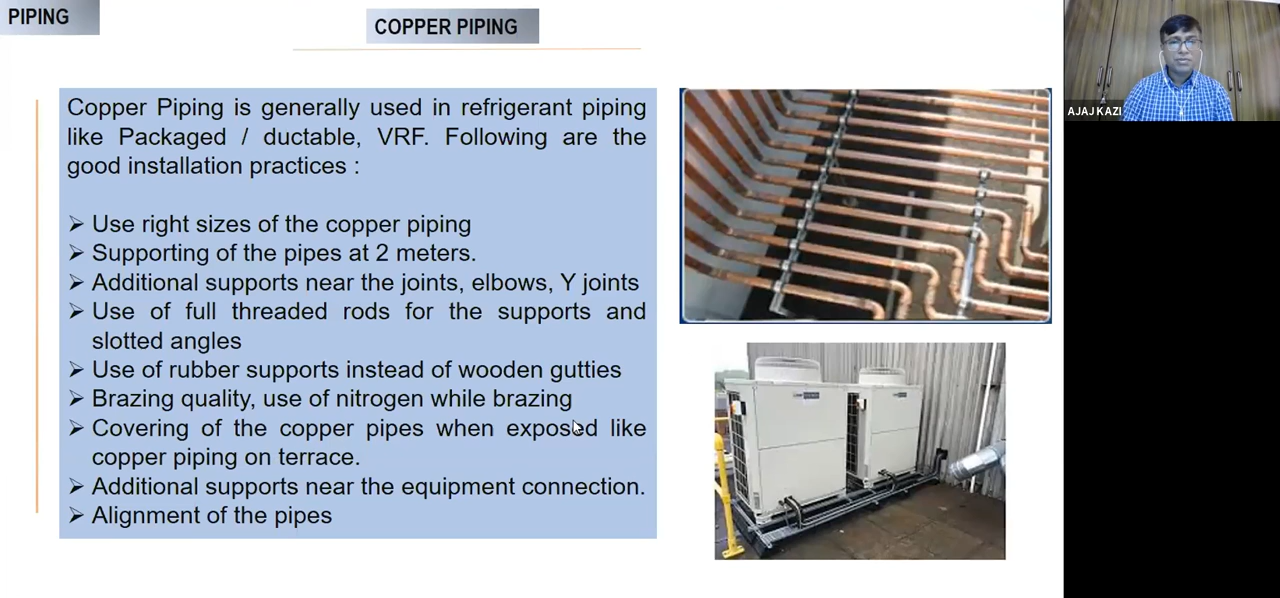 PIPING
COPPER PIPING
Copper Piping is generally used in refrigerant piping
like Packaged / ductable, VRF. Following are the
good installation practices :
➢ Use right sizes of the copper piping
➢ Supporting of the pipes at 2 meters.
➢ Additional supports near the joints, elbows, Y joints
➢ Use of full threaded rods for the supports and
slotted angles
➢ Use of rubber supports instead of wooden gutties
➢ Brazing quality, use of nitrogen while brazing
➢ Covering of the copper pipes when exposed like
copper piping on terrace.
➢ Additional supports near the equipment connection.
➢ Alignment of the pipes
AJAJ KAZI